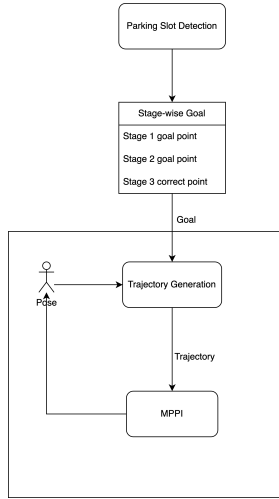 Parking Slot Detection
Stage-wise Goal
Stage 1 goal point
Stage 2 goal point
Stage 3 correct point
Goal
Pose
Trajectory Generation
Trajectory
MPPI